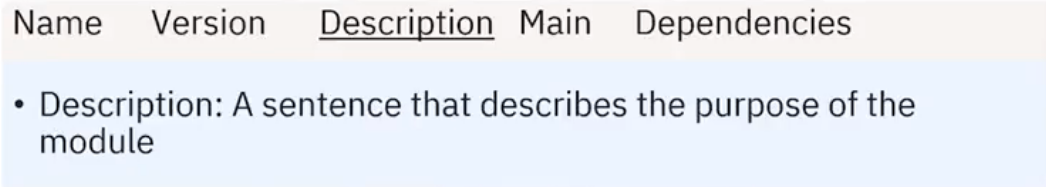 Name Version Description Main Dependencies
• Description: A sentence that describes the purpose of the
module